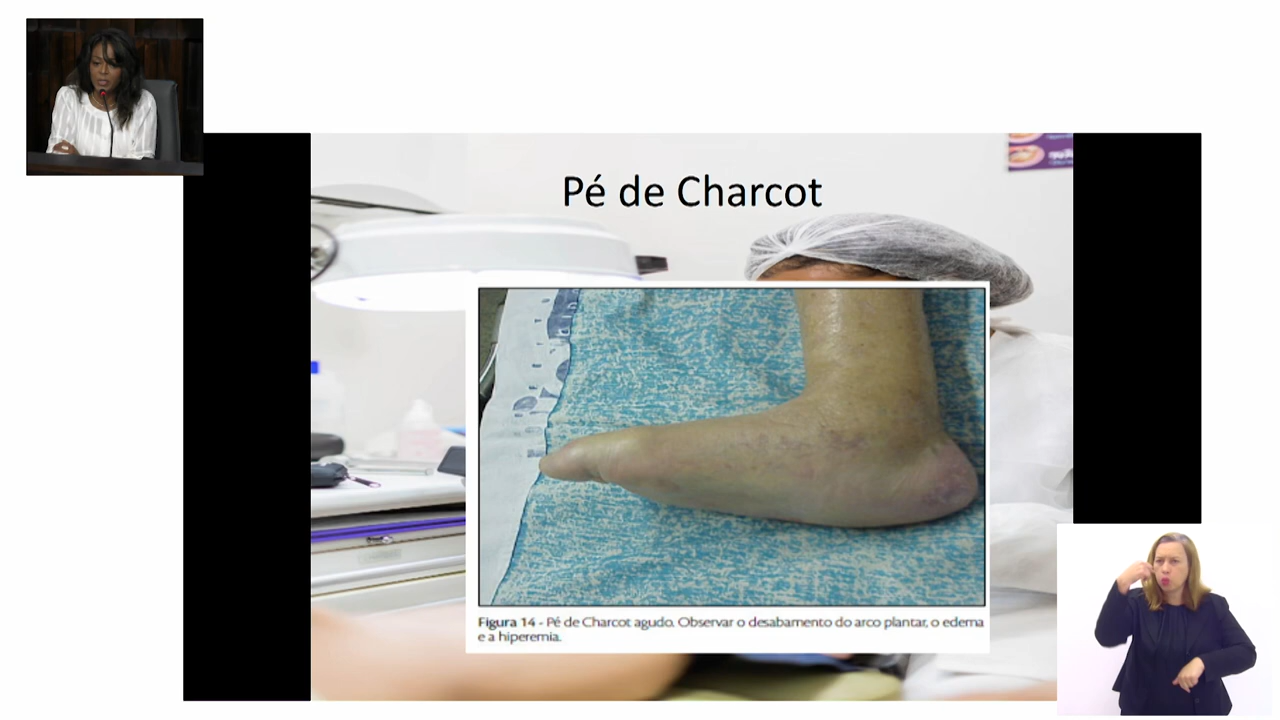 Pé de Charcot
Figura 14 - Pé de Charcot agudo. Observar o desabamento do arco plantar, o edema
e a hiperemia.